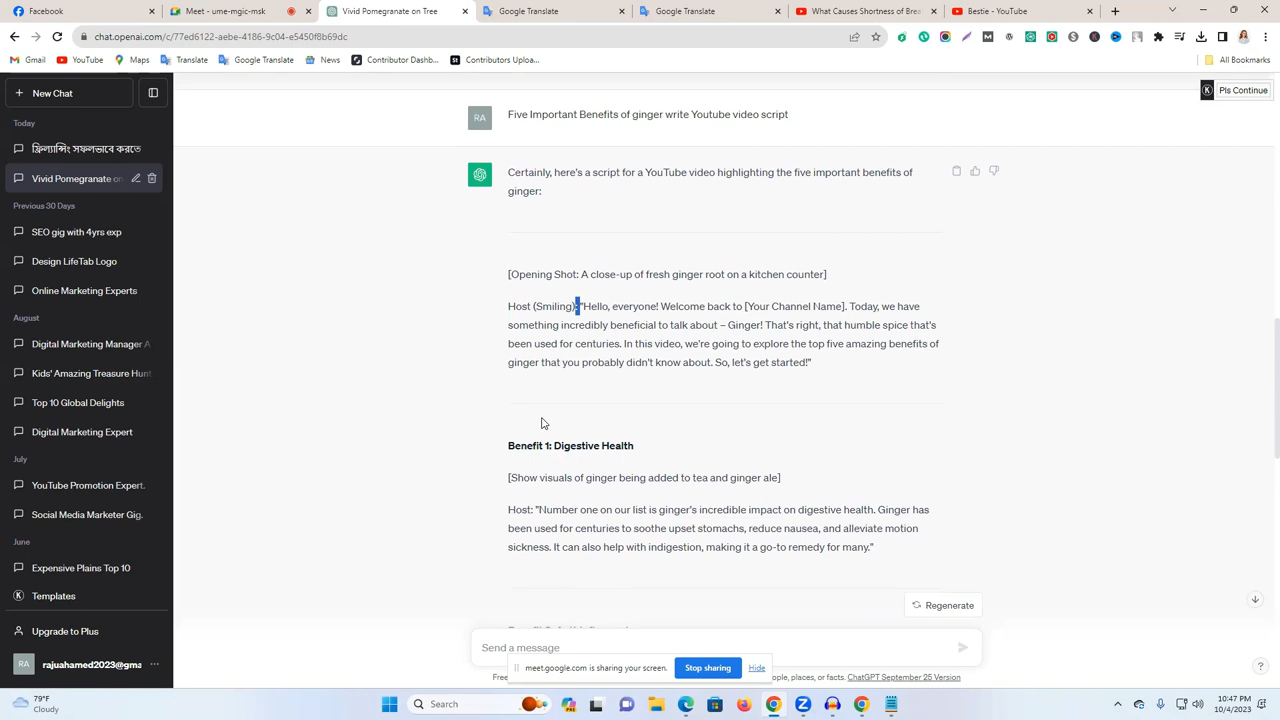 Facebook
Meet - ume-mgic-msk
Vivid Pomegranate on Tree
Google Translate
Google Translate
What Causes Shortness of Brea
Bestie - YouTube
chat.openai.com/c/77ed6122-aebe-4186-9c04-e5450f8b69dc
Gmail
YouTube
Maps
Translate
Google Translate
News
Contributor Dashb...
Contributors Uploa...
All Bookmarks
New Chat
Pls Continue
Today
ফ্রিল্যান্সিং সফলভাবে করতে
Vivid Pomegranate on
Previous 30 Days
SEO gig with 4yrs exp
Design LifeTab Logo
Online Marketing Experts
August
Digital Marketing Manager A
Kids' Amazing Treasure Hunt
Top 10 Global Delights
Digital Marketing Expert
July
YouTube Promotion Expert.
Social Media Marketer Gig.
June
Expensive Plains Top 10
Templates
Upgrade to Plus
RA
rajuahamed2023@gma
RA
Five Important Benefits of ginger write Youtube video script
Certainly, here's a script for a YouTube video highlighting the five important benefits of
ginger:
[Opening Shot: A close-up of fresh ginger root on a kitchen counter]
Host (Smiling): "Hello, everyone! Welcome back to [Your Channel Name]. Today, we have
something incredibly beneficial to talk about – Ginger! That's right, that humble spice that's
been used for centuries. In this video, we're going to explore the top five amazing benefits of
ginger that you probably didn't know about. So, let's get started!"
Benefit 1: Digestive Health
[Show visuals of ginger being added to tea and ginger ale]
Host: "Number one on our list is ginger's incredible impact on digestive health. Ginger has
been used for centuries to soothe upset stomachs, reduce nausea, and alleviate motion
sickness. It can also help with indigestion, making it a go-to remedy for many."
Regenerate
Send a message
meet.google.com is sharing your screen.
Stop sharing
Hide
Free
ople, places, or facts. ChatGPT September 25 Version
79°F
Cloudy
Search
10:47 PM
10/4/2023